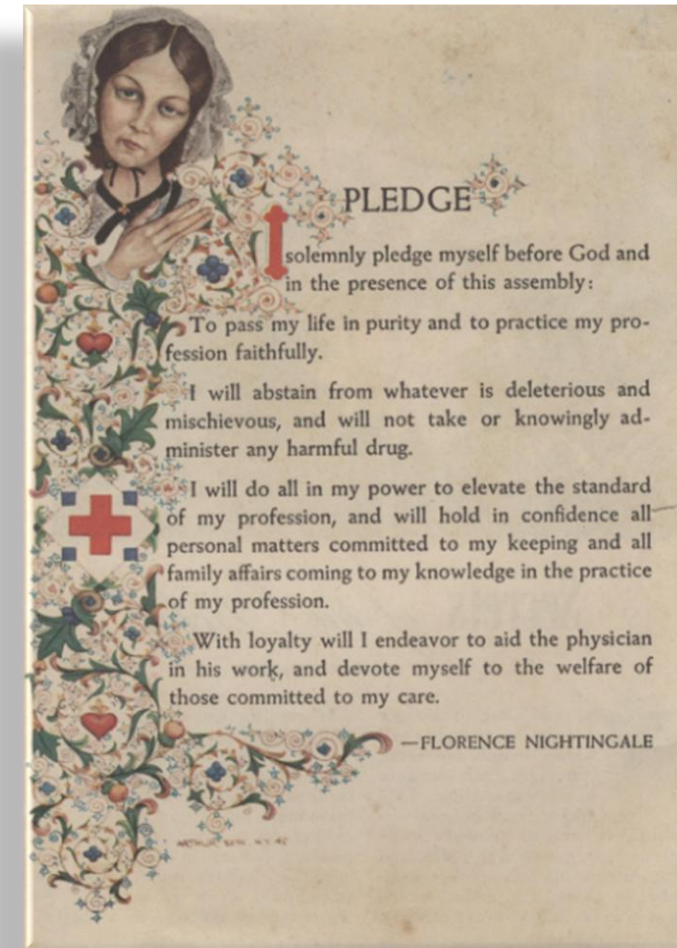 PLEDGE
I solemnly pledge myself before God and
in the presence of this assembly:
To pass my life in purity and to practice my pro-
fession faithfully.
I will abstain from whatever is deleterious and
mischievous, and will not take or knowingly ad-
minister any harmful drug.
I will do all in my power to elevate the standard
of my profession, and will hold in confidence all
personal matters committed to my keeping and all
family affairs coming to my knowledge in the practice
of my profession.
With loyalty will I endeavor to aid the physician
in his work, and devote myself to the welfare of
those committed to my care.
—FLORENCE NIGHTINGALE
ARTHUR